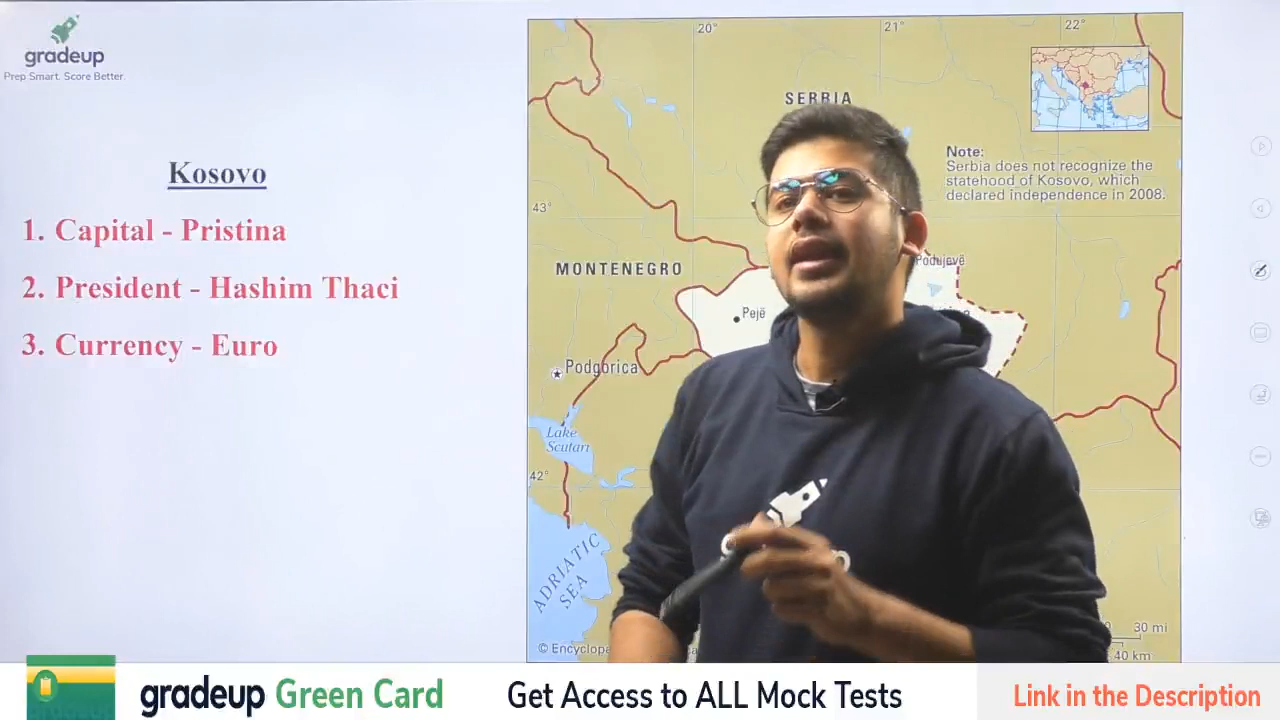 gradeup
Prep Smart. Score Better.
Kosovo
1. Capital - Pristina
2. President - Hashim Thaci
3. Currency - Euro
20°
21°
22°
SERBIA
Note:
Serbia does not recognize the
statehood of Kosovo, which
declared independence in 2008.
43°
MONTENEGRO
Podujevë
Pejë
Podgorica
Lake
Scutari
42°
ADRIATIC
SEA
30 mi
40 km
© Encyclopæ
gradeup Green Card
Get Access to ALL Mock Tests
Link in the Description